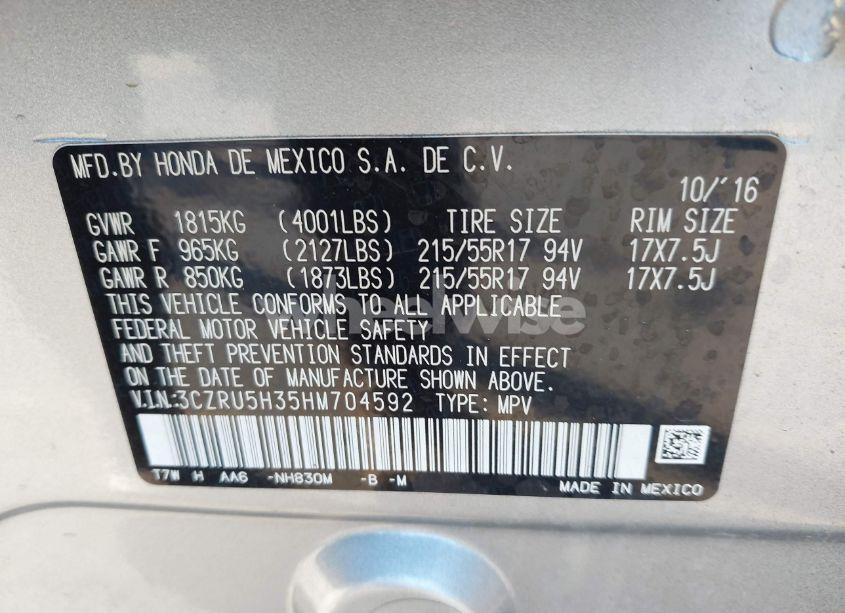 MFD.BY HONDA DE MEXICO S.A. DE C.V.
10/'16
GVWR 1815KG (4001LBS) TIRE SIZE RIM SIZE
GAWR F 965KG (2127LBS) 215/55R17 94V 17X7.5J
GAWR R 850KG (1873LBS) 215/55R17 94V 17X7.5J
THIS VEHICLE CONFORMS TO ALL APPLICABLE
FEDERAL MOTOR VEHICLE SAFETY
AND THEFT PREVENTION STANDARDS IN EFFECT
ON THE DATE OF MANUFACTURE SHOWN ABOVE.
V.I.N:3CZRU5H35HM704592 TYPE: MPV
T7W H AA6 -NH830M -B -M
MADE IN MEXICO